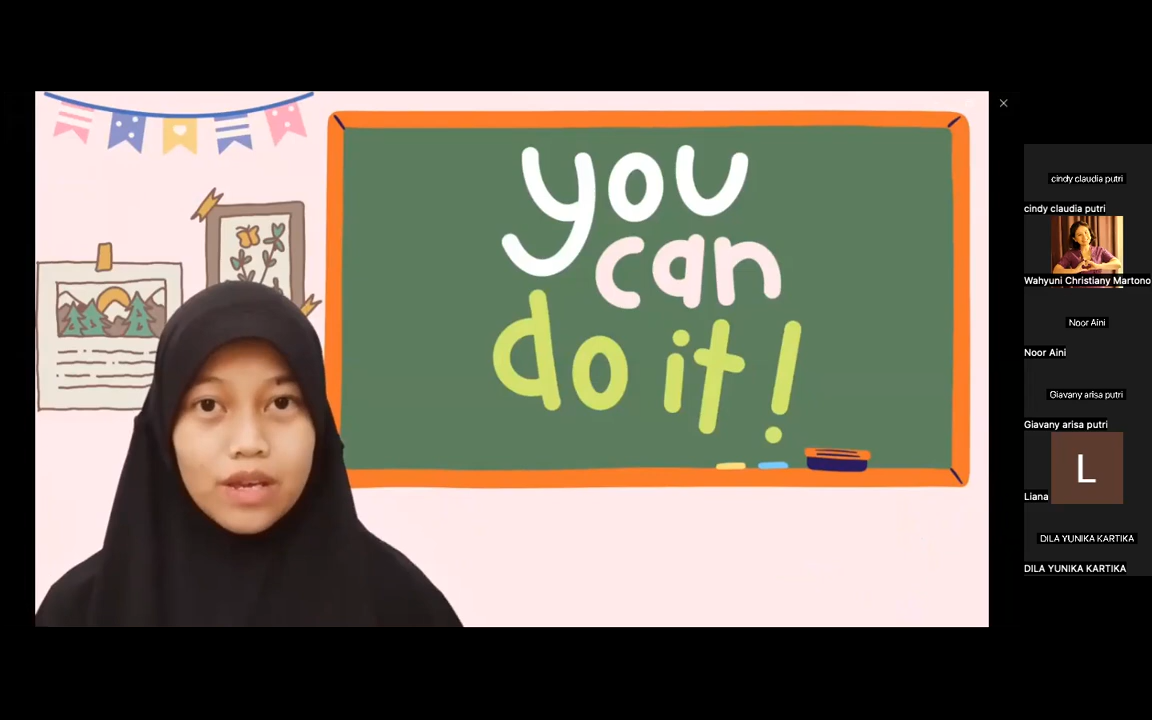 you
can
do it!
cindy claudia putri
cindy claudia putri
Wahyuni Christiany Martono
Noor Aini
Noor Aini
Giavany arisa putri
Giavany arisa putri
L
Liana
DILA YUNIKA KARTIKA
DILA YUNIKA KARTIKA